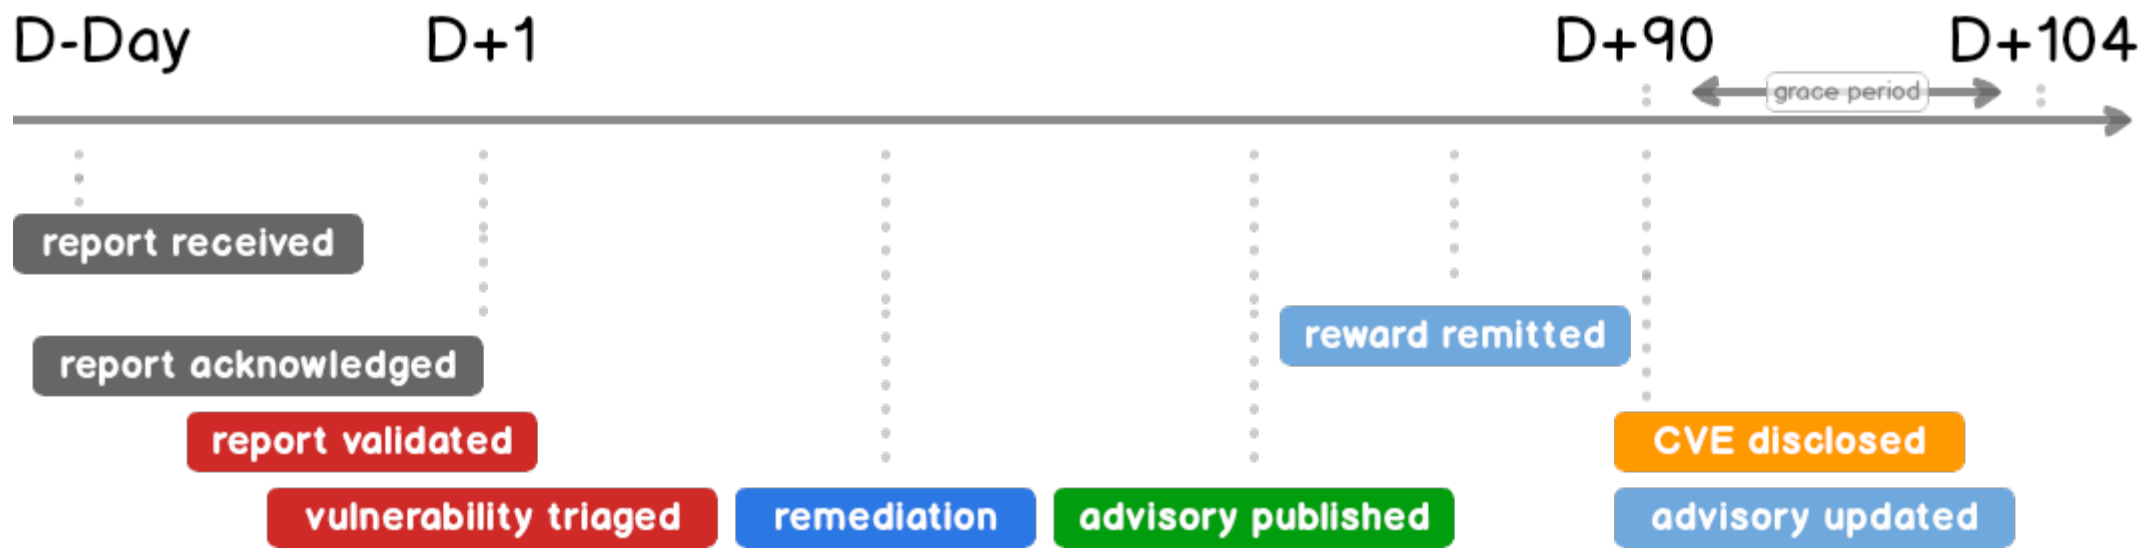 D-Day D+1 D+90 D+104
grace period
report received
reward remitted
report acknowledged
report validated
CVE disclosed
vulnerability triaged
remediation
advisory published
advisory updated